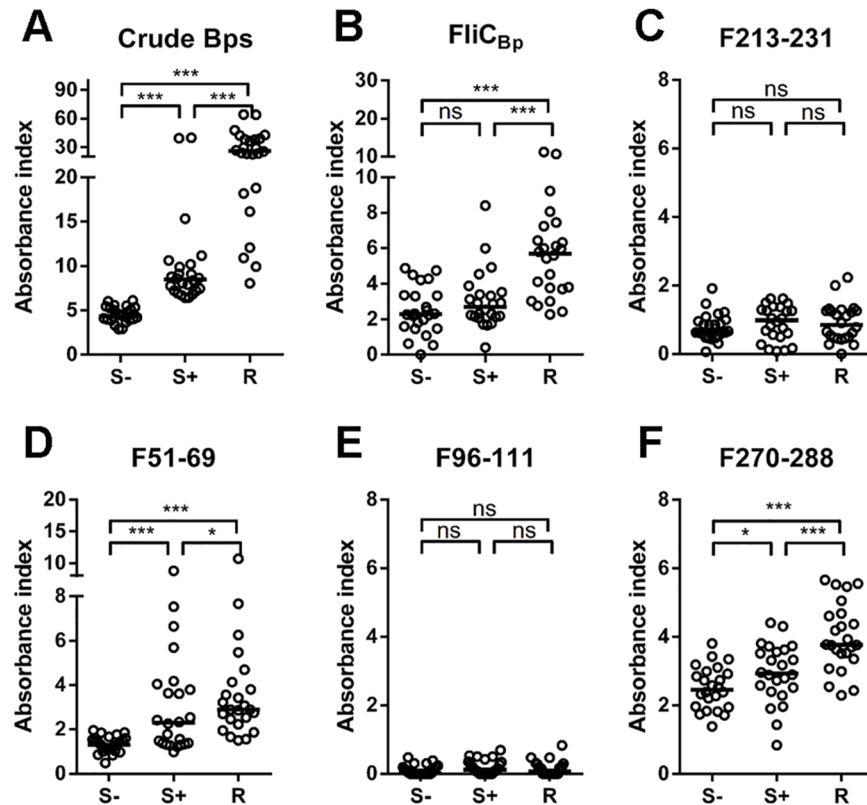 A
Crude Bps
Absorbance index
90
60
30
20
15
10
5
0
***
***
***
S-
S+
R
B
FliCBp
Absorbance index
30
20
10
10
8
6
4
2
0
***
ns
***
S-
S+
R
C
F213-231
Absorbance index
8
6
4
2
0
ns
ns
ns
S-
S+
R
D
F51-69
Absorbance index
20
15
10
8
6
4
2
0
***
***
*
S-
S+
R
E
F96-111
Absorbance index
8
6
4
2
0
ns
ns
ns
S-
S+
R
F
F270-288
Absorbance index
8
6
4
2
0
***
*
***
S-
S+
R